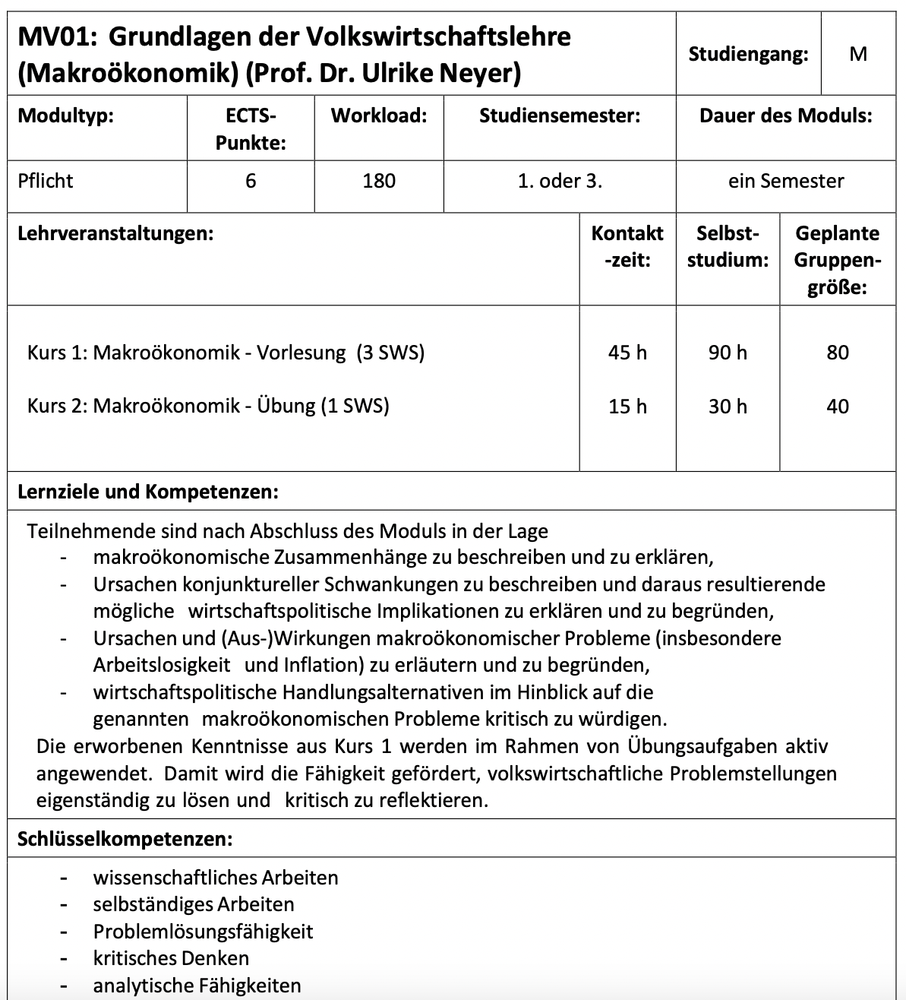 MV01: Grundlagen der Volkswirtschaftslehre
(Makroökonomik) (Prof. Dr. Ulrike Neyer)
Studiengang:
M
Modultyp:
ECTS-
Punkte:
Workload:
Studiensemester:
Dauer des Moduls:
Pflicht
6
180
1. oder 3.
ein Semester
Lehrveranstaltungen:
Kontakt
-zeit:
Selbst-
studium:
Geplante
Gruppen-
größe:
Kurs 1: Makroökonomik - Vorlesung (3 SWS)
45 h
90 h
80
Kurs 2: Makroökonomik - Übung (1 SWS)
15 h
30 h
40
Lernziele und Kompetenzen:
Teilnehmende sind nach Abschluss des Moduls in der Lage
- makroökonomische Zusammenhänge zu beschreiben und zu erklären,
- Ursachen konjunktureller Schwankungen zu beschreiben und daraus resultierende
mögliche wirtschaftspolitische Implikationen zu erklären und zu begründen,
- Ursachen und (Aus-)Wirkungen makroökonomischer Probleme (insbesondere
Arbeitslosigkeit und Inflation) zu erläutern und zu begründen,
- wirtschaftspolitische Handlungsalternativen im Hinblick auf die
genannten makroökonomischen Probleme kritisch zu würdigen.
Die erworbenen Kenntnisse aus Kurs 1 werden im Rahmen von Übungsaufgaben aktiv
angewendet. Damit wird die Fähigkeit gefördert, volkswirtschaftliche Problemstellungen
eigenständig zu lösen und kritisch zu reflektieren.
Schlüsselkompetenzen:
- wissenschaftliches Arbeiten
- selbständiges Arbeiten
- Problemlösungsfähigkeit
- kritisches Denken
- analytische Fähigkeiten